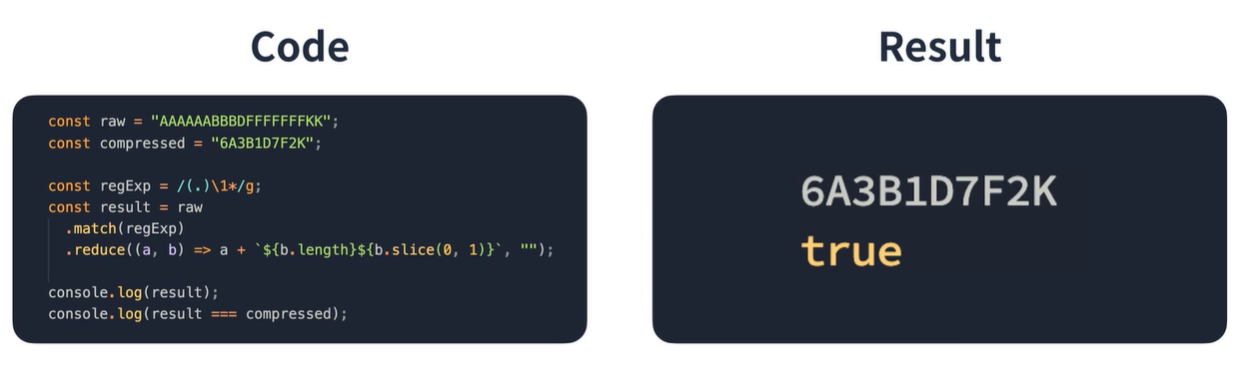 Code
const raw = "AAAAAABBBDFFFFFFFKK";
const compressed = "6A3B1D7F2K";
const regExp = /(.)\1*/g;
const result = raw
.match(regExp)
.reduce((a, b) => a + `${b.length}${b.slice(0, 1)}`, "");
console.log(result);
console.log(result === compressed);
Result
6A3B1D7F2K
true